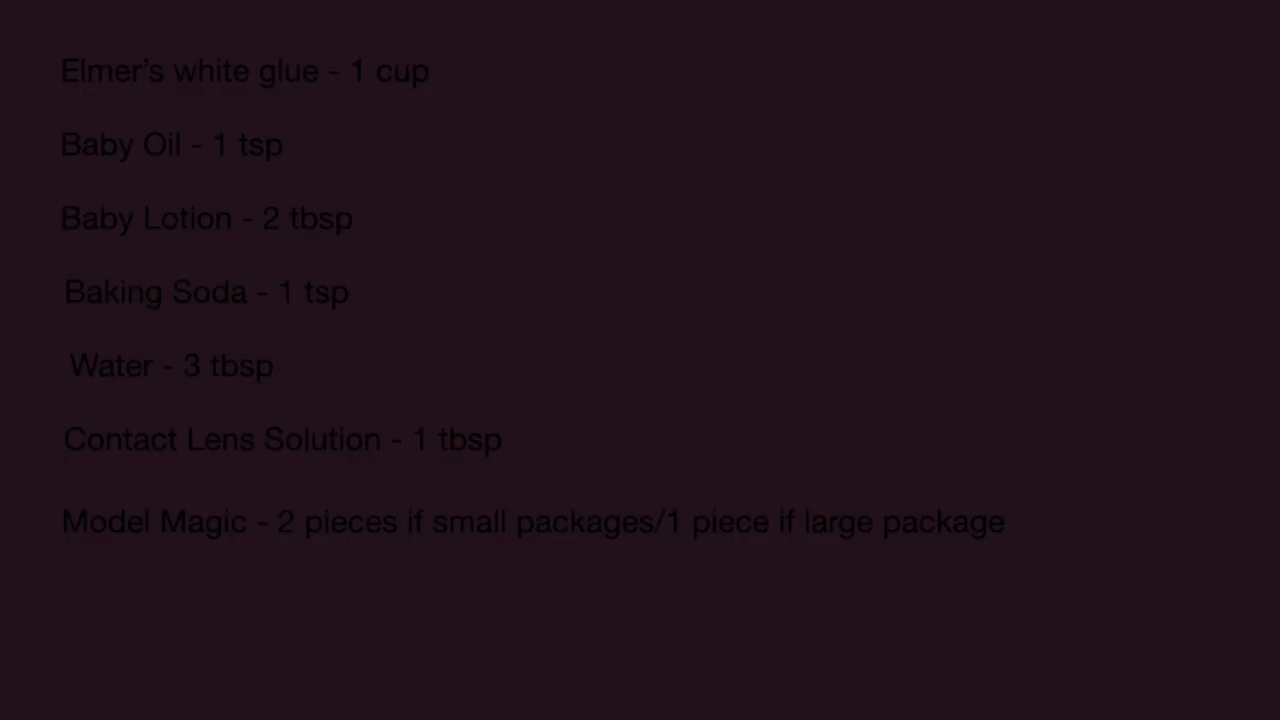 Elmer’s white glue - 1 cup
Baby Oil - 1 tsp
Baby Lotion - 2 tbsp
Baking Soda - 1 tsp
Water - 3 tbsp
Contact Lens Solution - 1 tbsp
Model Magic - 2 pieces if small packages/1 piece if large package